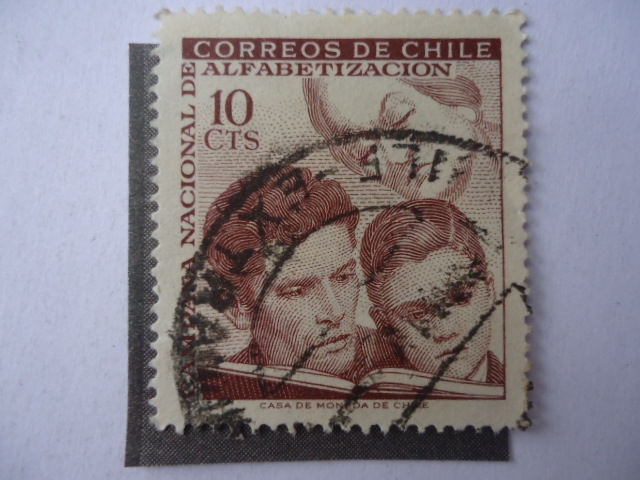 CORREOS DE CHILE
CAMPAÑA NACIONAL DE
ALFABETIZACION
10
CTS
CASA DE MONEDA DE CHILE